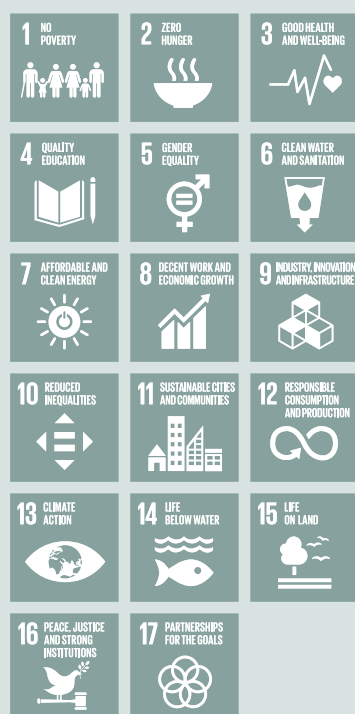 1 NO
POVERTY
2 ZERO
HUNGER
3 GOOD HEALTH
AND WELL-BEING
4 QUALITY
EDUCATION
5 GENDER
EQUALITY
6 CLEAN WATER
AND SANITATION
7 AFFORDABLE AND
CLEAN ENERGY
8 DECENT WORK AND
ECONOMIC GROWTH
9 INDUSTRY, INNOVATION
AND INFRASTRUCTURE
10 REDUCED
INEQUALITIES
11 SUSTAINABLE CITIES
AND COMMUNITIES
12 RESPONSIBLE
CONSUMPTION
AND PRODUCTION
13 CLIMATE
ACTION
14 LIFE
BELOW WATER
15 LIFE
ON LAND
16 PEACE, JUSTICE
AND STRONG
INSTITUTIONS
17 PARTNERSHIPS
FOR THE GOALS